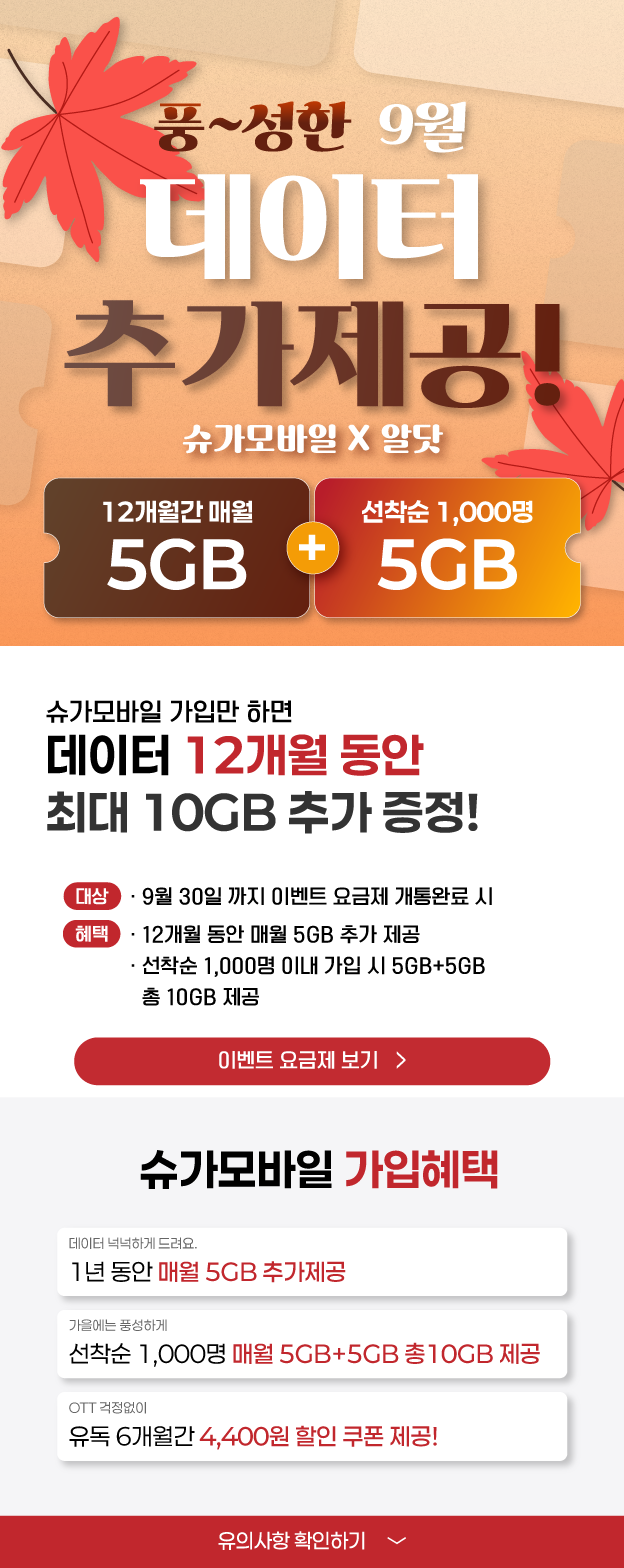 풍~성한 9월
데이터
추가제공!
슈가모바일 X 알닷
12개월간 매월
5GB
+
선착순 1,000명
5GB
슈가모바일 가입만 하면
데이터 12개월 동안
최대 10GB 추가 증정!
대상 · 9월 30일 까지 이벤트 요금제 개통완료 시
혜택 · 12개월 동안 매월 5GB 추가 제공
· 선착순 1,000명 이내 가입 시 5GB+5GB
총 10GB 제공
이벤트 요금제 보기 >
슈가모바일 가입혜택
데이터 넉넉하게 드려요.
1년 동안 매월 5GB 추가제공
가을에는 풍성하게
선착순 1,000명 매월 5GB+5GB 총10GB 제공
OTT 걱정없이
유독 6개월간 4,400원 할인 쿠폰 제공!
유의사항 확인하기